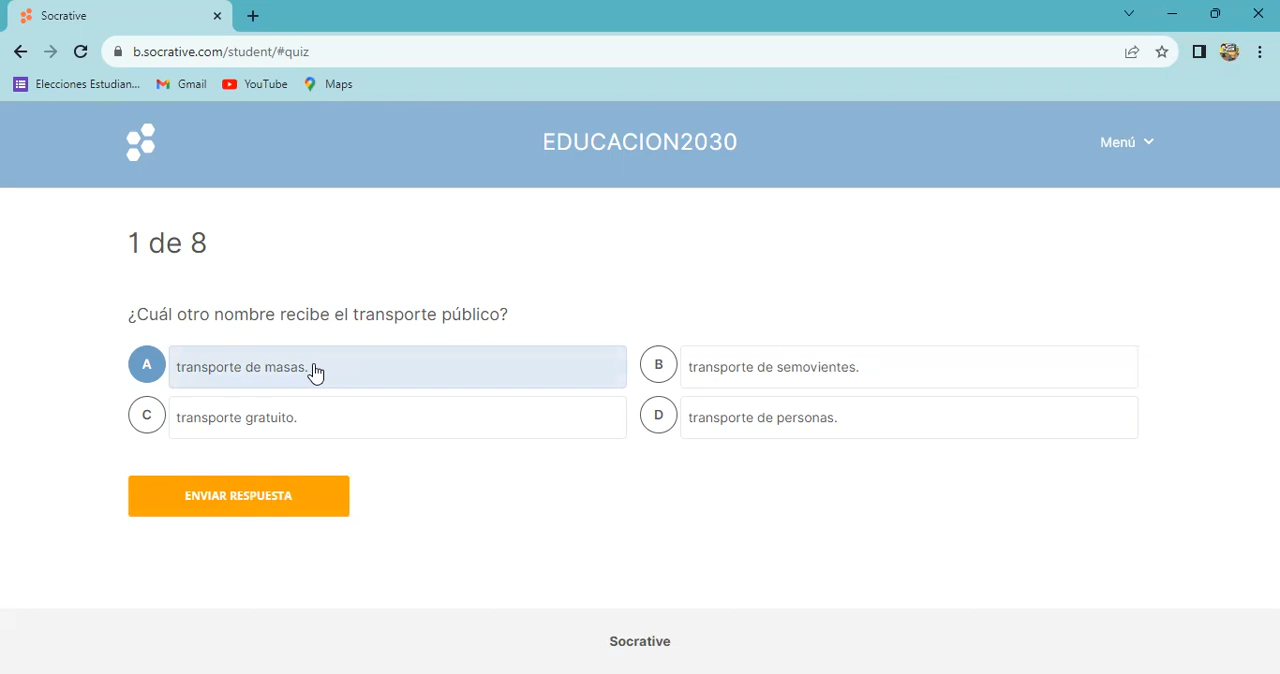 Socrative
b.socrative.com/student/#quiz
Elecciones Estudian...
Gmail
YouTube
Maps
EDUCACION2030
Menú
1 de 8
¿Cuál otro nombre recibe el transporte público?
A transporte de masas.
B transporte de semovientes.
C transporte gratuito.
D transporte de personas.
ENVIAR RESPUESTA
Socrative